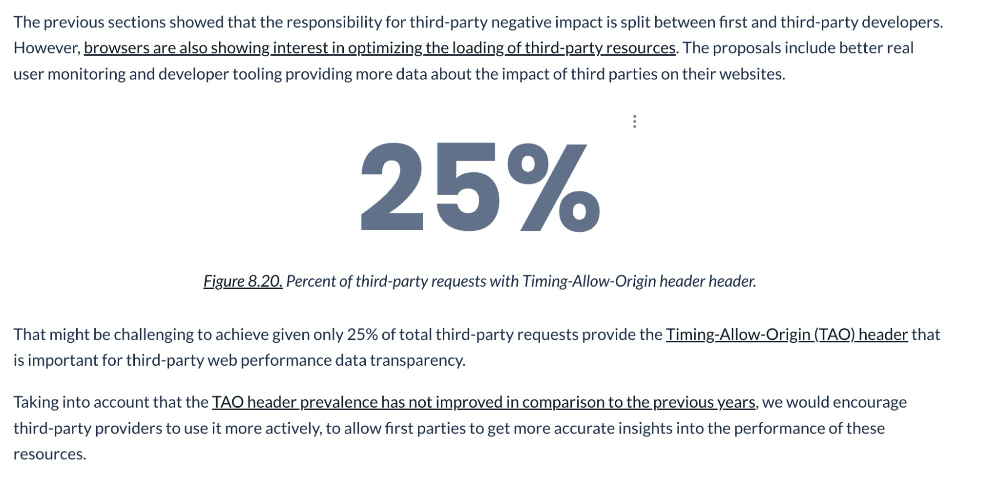 The previous sections showed that the responsibility for third-party negative impact is split between first and third-party developers.
However, browsers are also showing interest in optimizing the loading of third-party resources. The proposals include better real
user monitoring and developer tooling providing more data about the impact of third parties on their websites.
25%
Figure 8.20. Percent of third-party requests with Timing-Allow-Origin header header.
That might be challenging to achieve given only 25% of total third-party requests provide the Timing-Allow-Origin (TAO) header that
is important for third-party web performance data transparency.
Taking into account that the TAO header prevalence has not improved in comparison to the previous years, we would encourage
third-party providers to use it more actively, to allow first parties to get more accurate insights into the performance of these
resources.